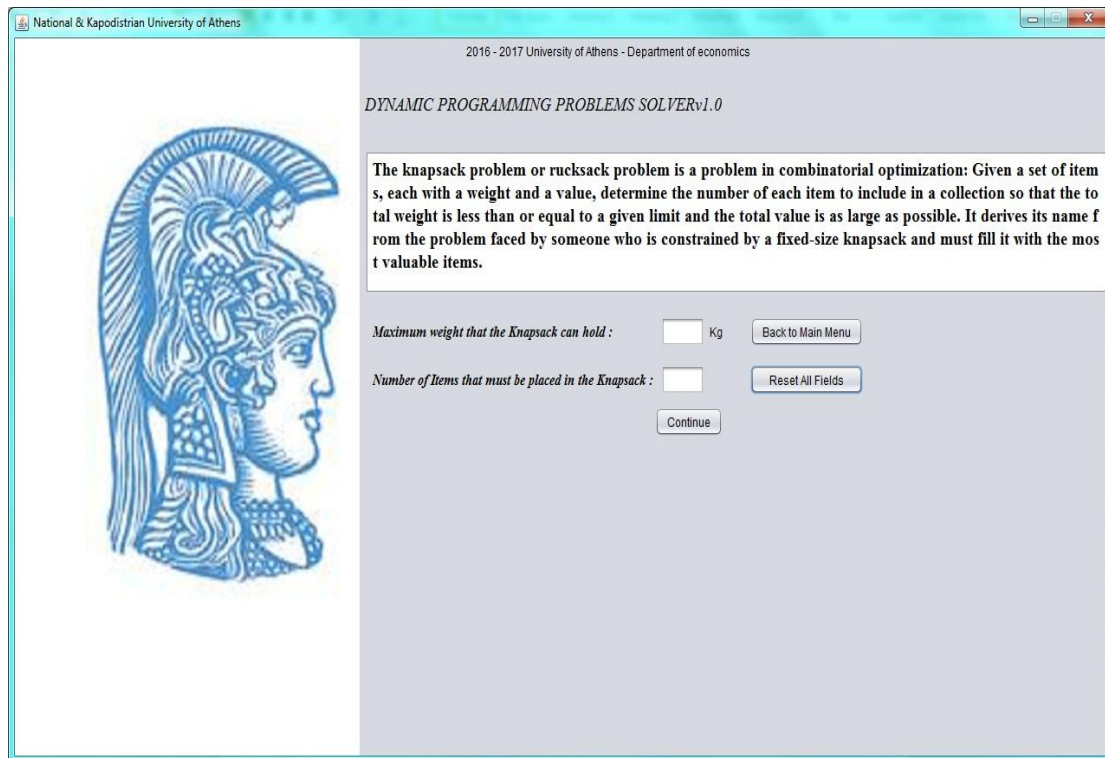 National & Kapodistrian University of Athens
2016 - 2017 University of Athens - Department of economics
DYNAMIC PROGRAMMING PROBLEMS SOLVERv1.0
The knapsack problem or rucksack problem is a problem in combinatorial optimization: Given a set of item
s, each with a weight and a value, determine the number of each item to include in a collection so that the to
tal weight is less than or equal to a given limit and the total value is as large as possible. It derives its name f
rom the problem faced by someone who is constrained by a fixed-size knapsack and must fill it with the mos
t valuable items.
Maximum weight that the Knapsack can hold : Kg Back to Main Menu
Number of Items that must be placed in the Knapsack : Reset All Fields
Continue